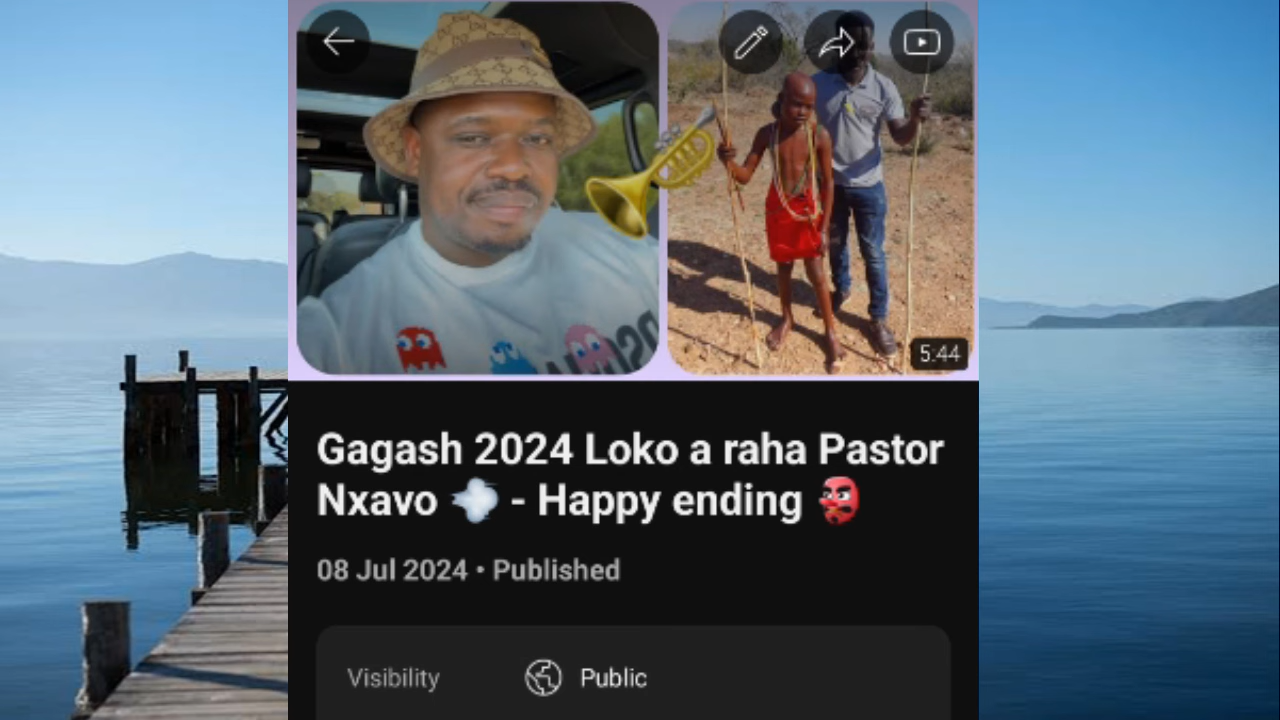 5:44
Gagash 2024 Loko a raha Pastor
Nxavo 💨 - Happy ending 👺
08 Jul 2024 • Published
Visibility Public